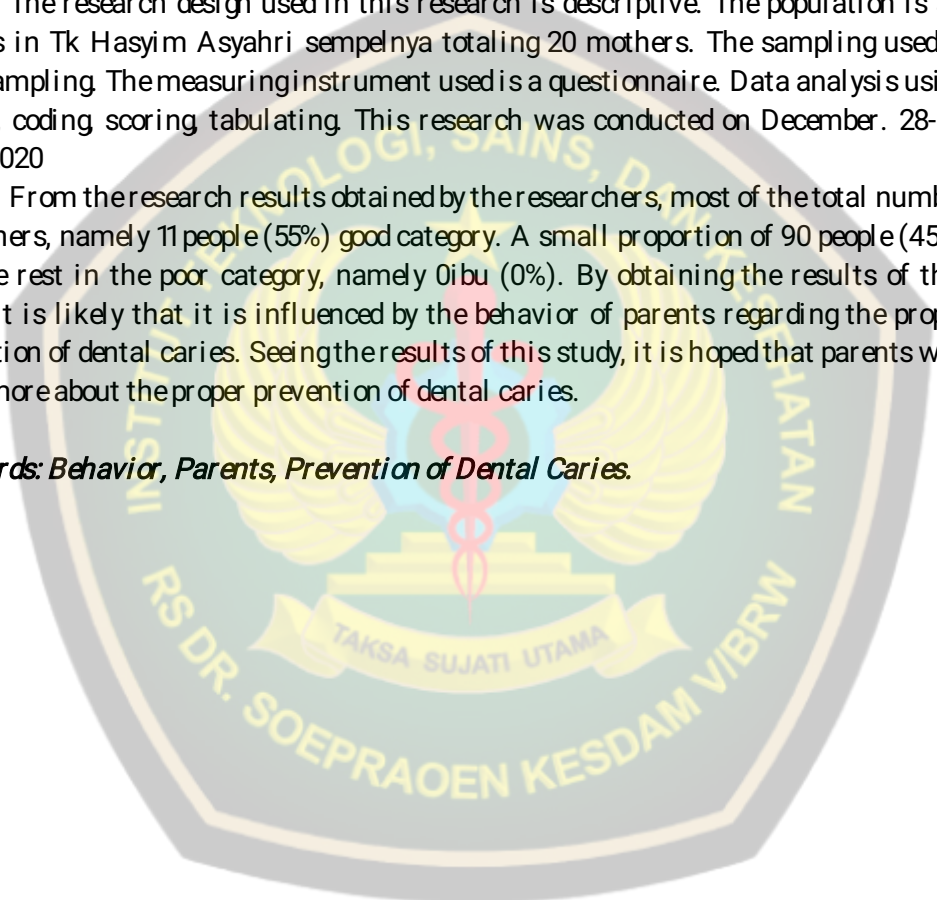 The research design used in this research is descriptive. The population is
s in Tk Hasyim Asyahri sempelnya totaling 20 mothers. The sampling used
ampling. The measuring instrument used is a questionnaire. Data analysis usi
coding, scoring, tabulating. This research was conducted on December. 28-
020
From the research results obtained by the researchers, most of the total numb
hers, namely 11 people (55%) good category. A small proportion of 90 people (45
e rest in the poor category, namely 0ibu (0%). By obtaining the results of th
t is likely that it is influenced by the behavior of parents regarding the prop
tion of dental caries. Seeing the results of this study, it is hoped that parents w
more about the proper prevention of dental caries.
rds: Behavior, Parents, Prevention of Dental Caries.
INSTITUT TEKNOLOGI, SAINS, DAN KESEHATAN
TAKSA SUJATI UTAMA
RS DR. SOEPRAOEN KESDAM V/BRW